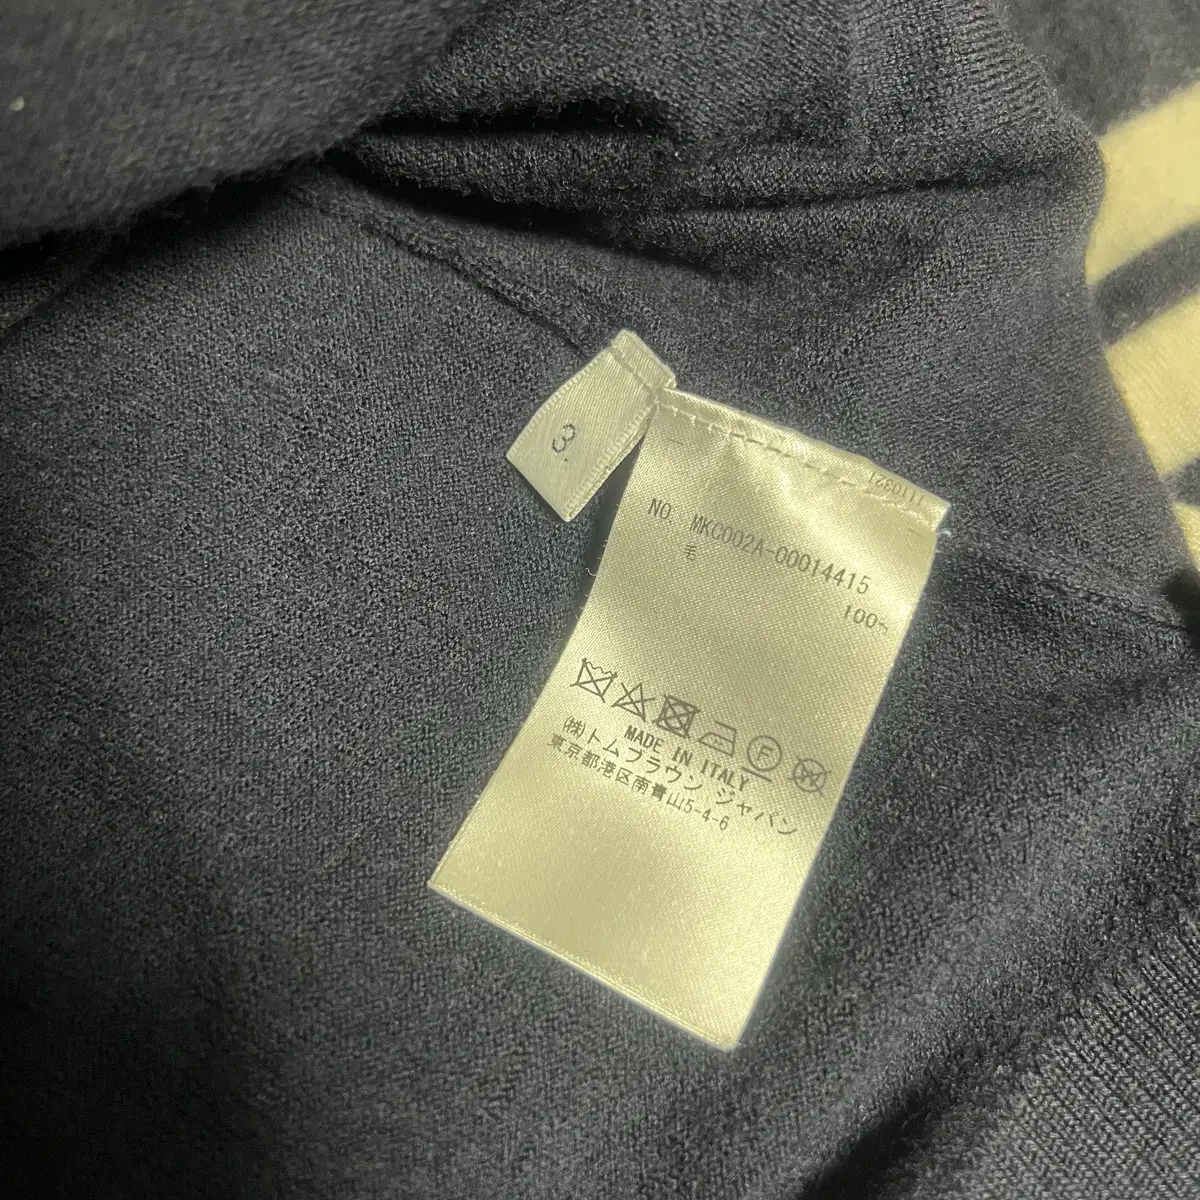 3.
1110321
NO. MKC002A-00014415
毛
100%
F
W
MADE IN ITALY
(株)トムブラウン ジャパン
東京都港区南青山5-4-6